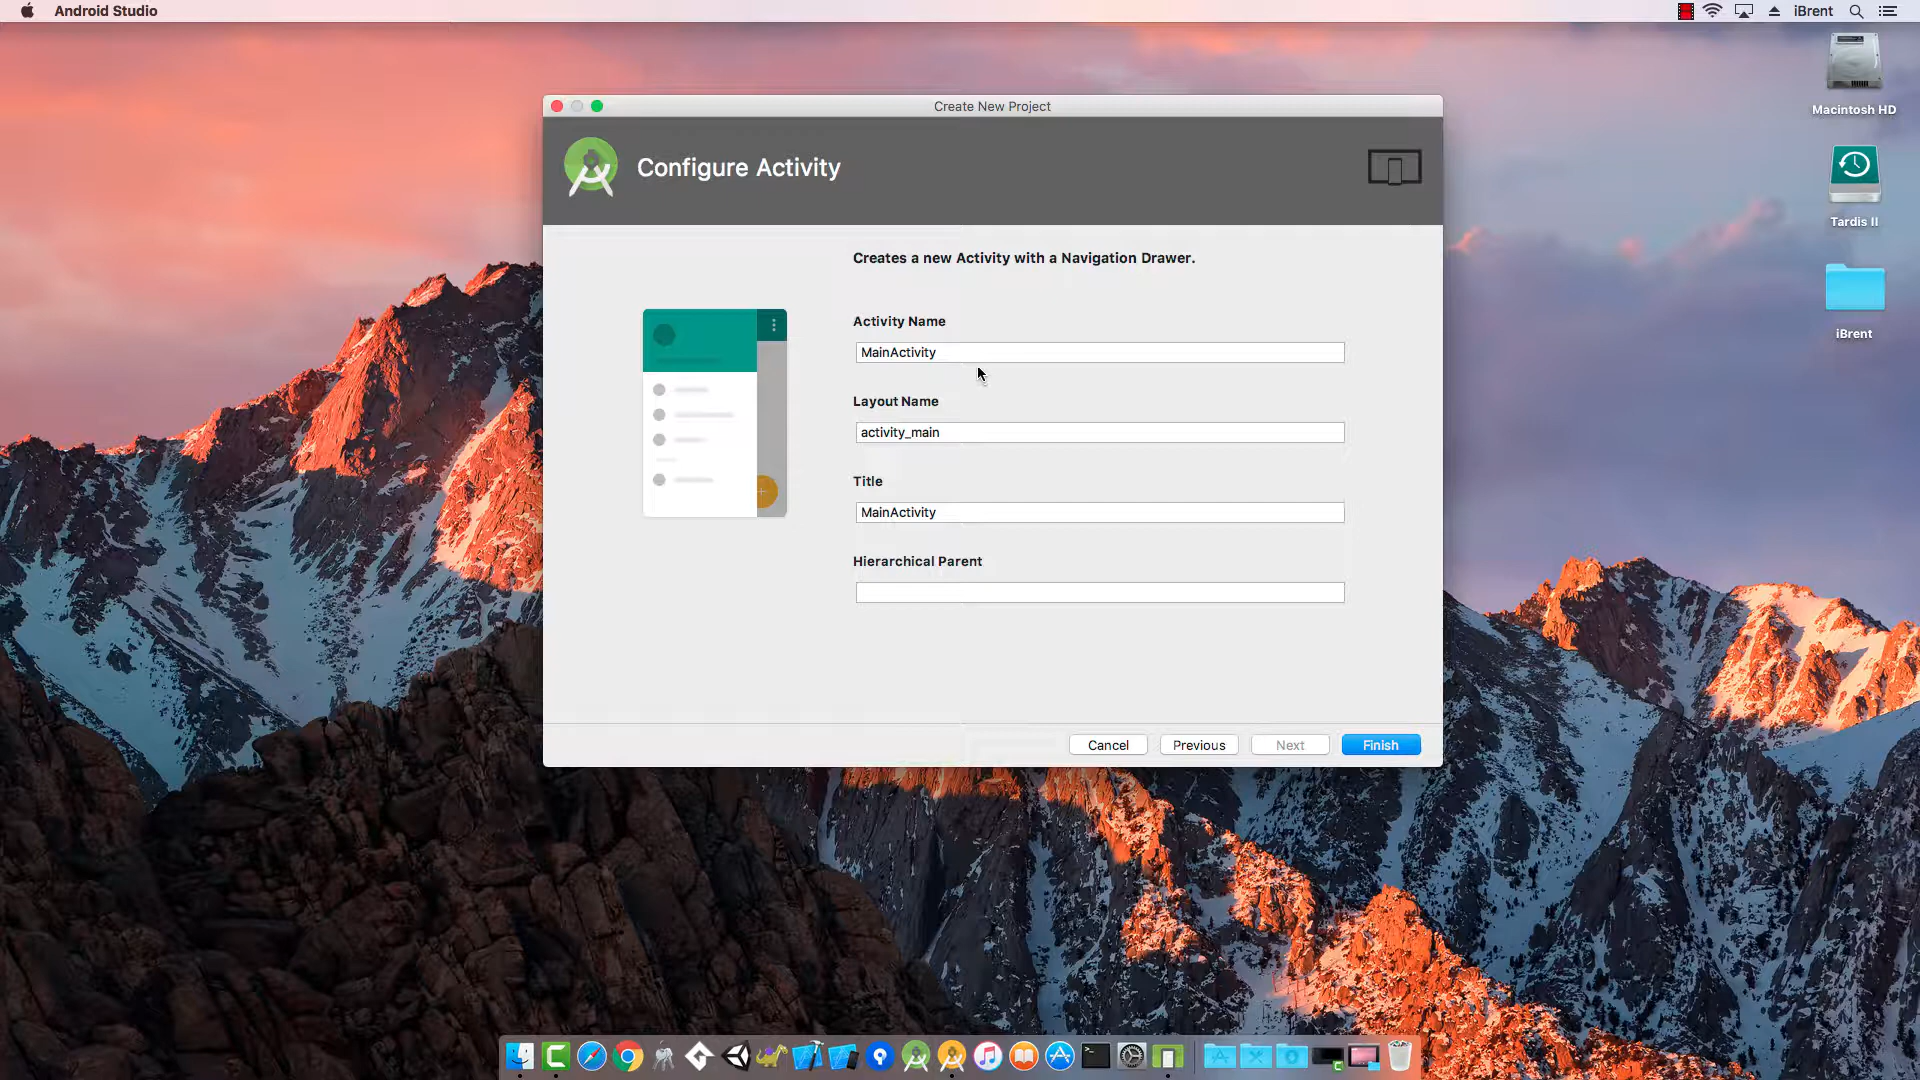 Android Studio
iBrent
Macintosh HD
Tardis II
iBrent
Create New Project
Configure Activity
Creates a new Activity with a Navigation Drawer.
Activity Name
MainActivity
Layout Name
activity_main
Title
MainActivity
Hierarchical Parent
Cancel
Previous
Next
Finish